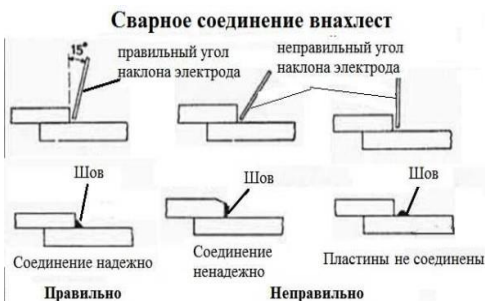 Сварное соединение внахлест
15°
правильный угол
наклона электрода
неправильный угол
наклона электрода
Шов
Шов
Шов
Соединение надежно
Соединение
ненадежно
Пластины не соединены
Правильно
Неправильно